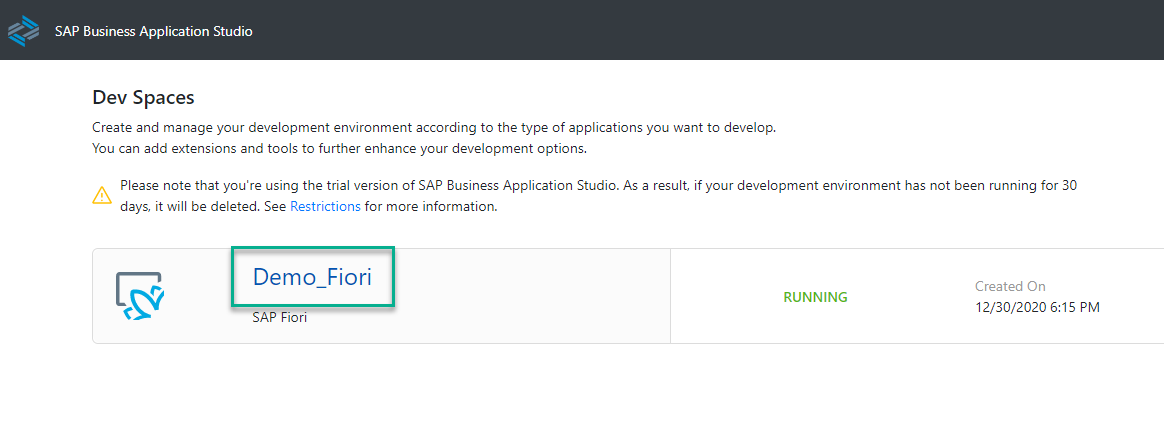 SAP Business Application Studio
Dev Spaces
Create and manage your development environment according to the type of applications you want to develop.
You can add extensions and tools to further enhance your development options.
Please note that you're using the trial version of SAP Business Application Studio. As a result, if your development environment has not been running for 30
days, it will be deleted. See Restrictions for more information.
Demo_Fiori
SAP Fiori
RUNNING
Created On
12/30/2020 6:15 PM